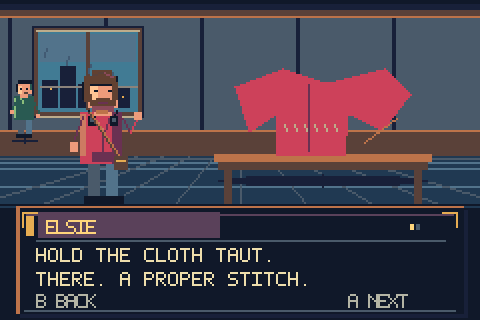 ELSIE
HOLD THE CLOTH TAUT.
THERE. A PROPER STITCH.
B BACK
A NEXT